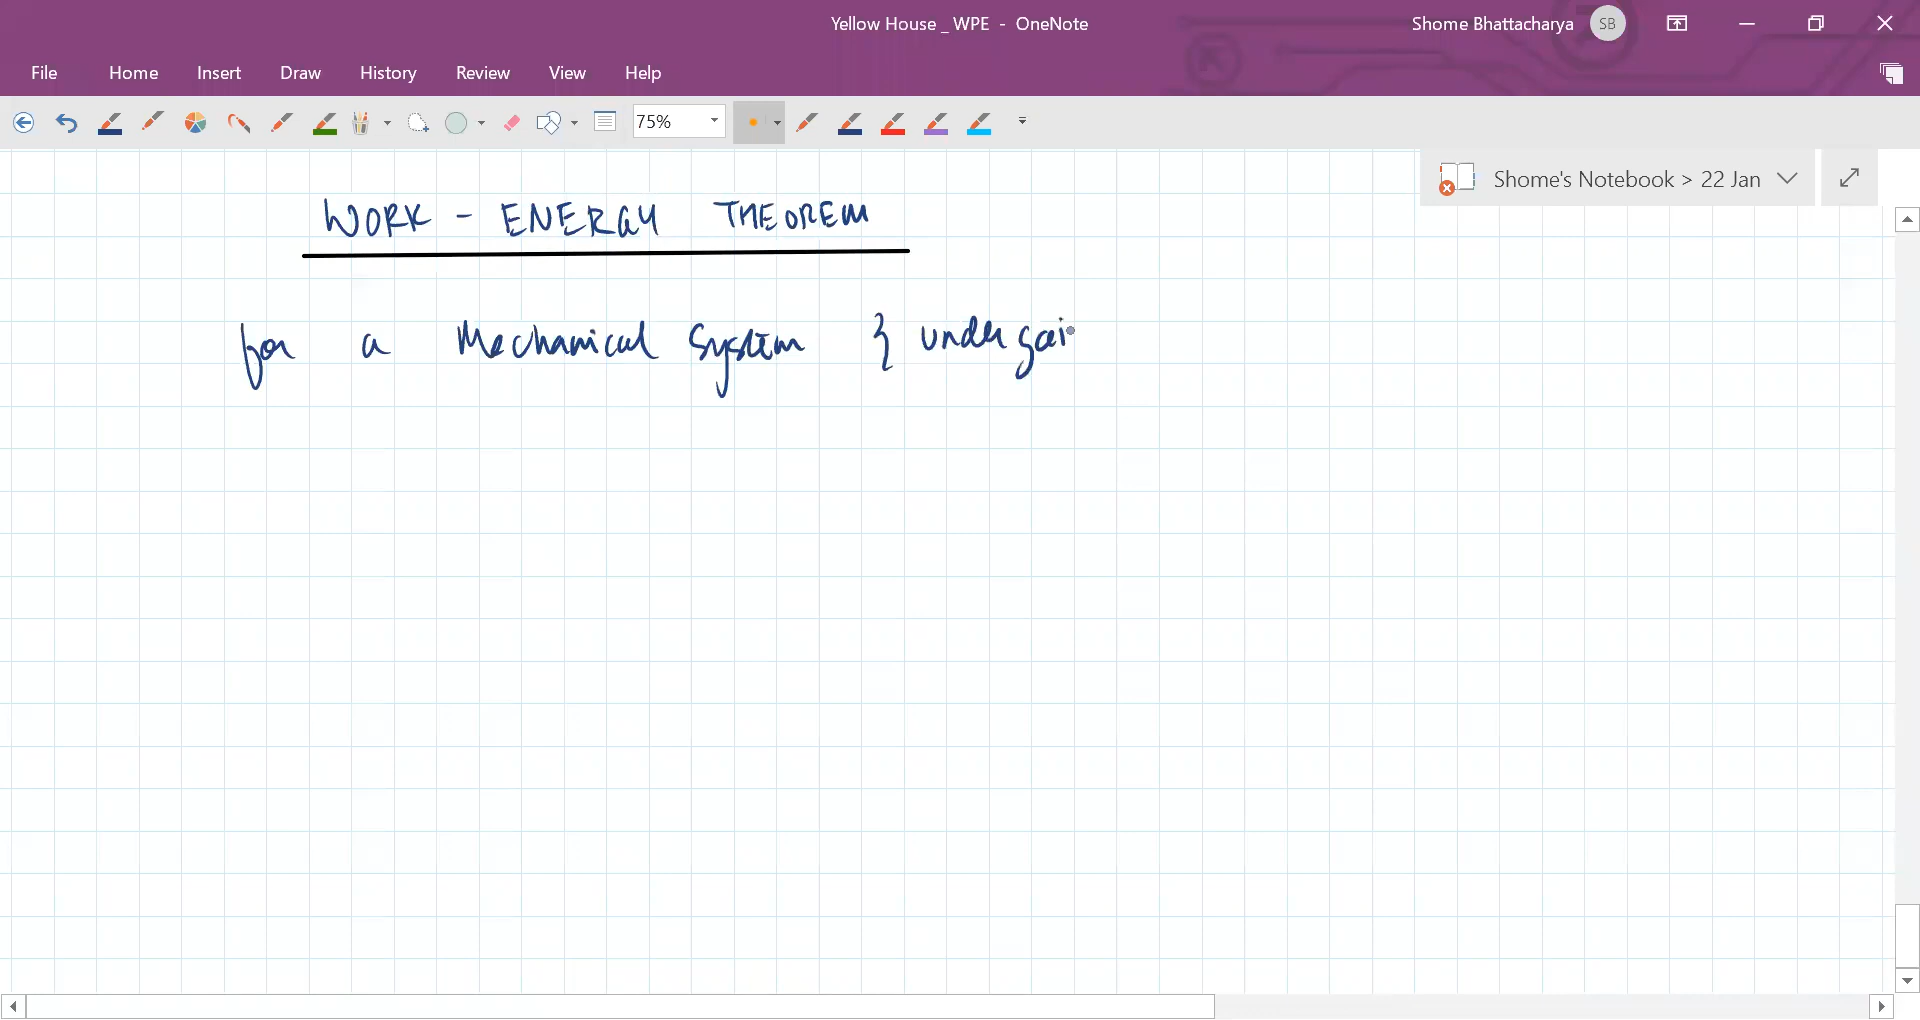 Yellow House _ WPE - OneNote
Shome Bhattacharya
SB
File Home Insert Draw History Review View Help
75%
Shome's Notebook > 22 Jan
WORK - ENERGY THEOREM
for a Mechanical System } undergoi